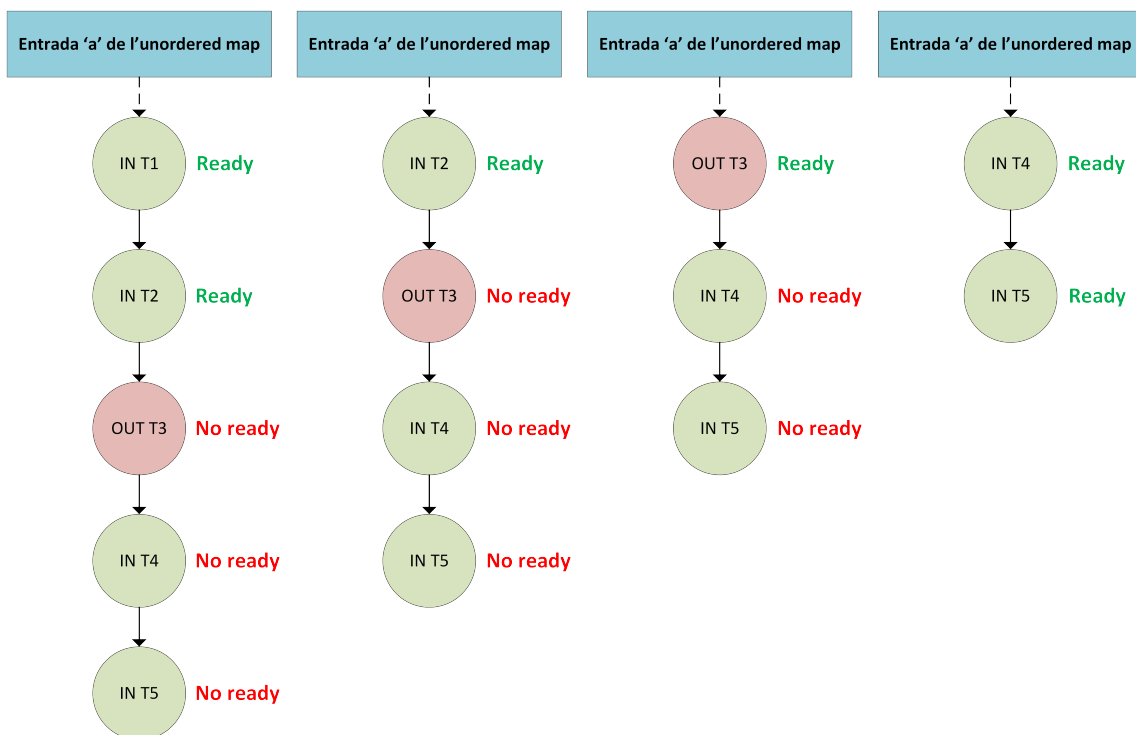 Entrada ‘a’ de l’unordered map
IN T1 Ready
IN T2 Ready
OUT T3 No ready
IN T4 No ready
IN T5 No ready
Entrada ‘a’ de l’unordered map
IN T2 Ready
OUT T3 No ready
IN T4 No ready
IN T5 No ready
Entrada ‘a’ de l’unordered map
OUT T3 Ready
IN T4 No ready
IN T5 No ready
Entrada ‘a’ de l’unordered map
IN T4 Ready
IN T5 Ready